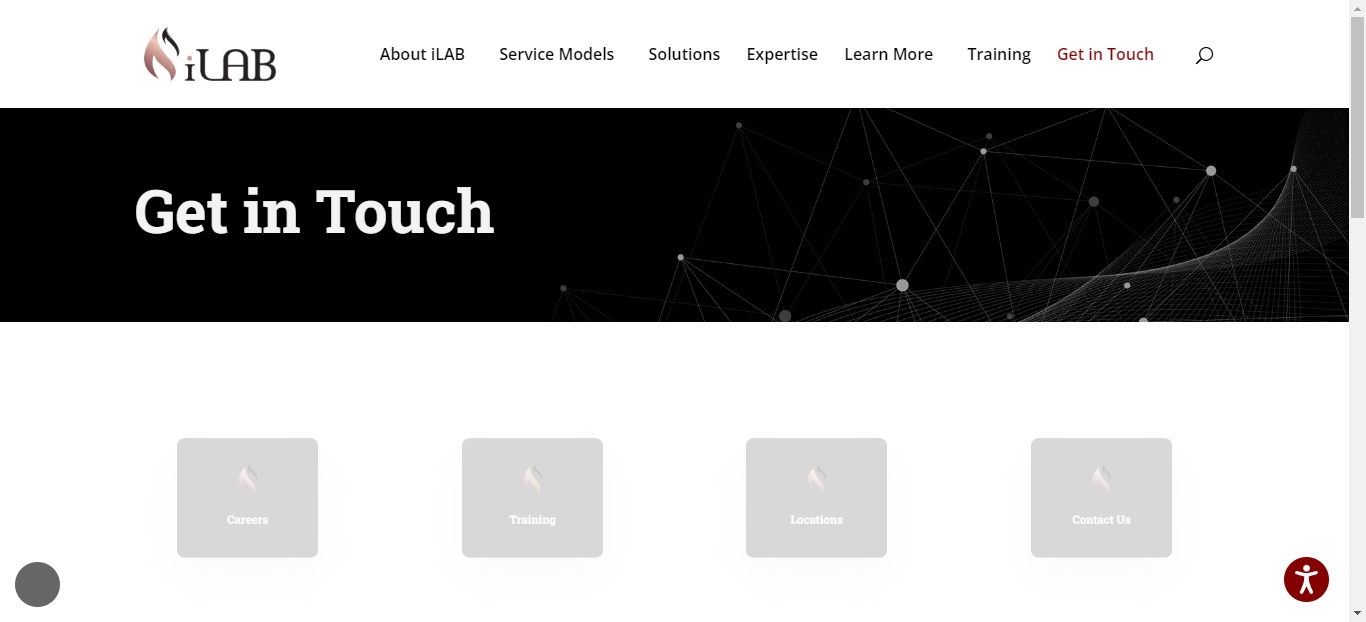 iLAB
About iLAB Service Models Solutions Expertise Learn More Training Get in Touch
Get in Touch
Careers Training Locations Contact Us